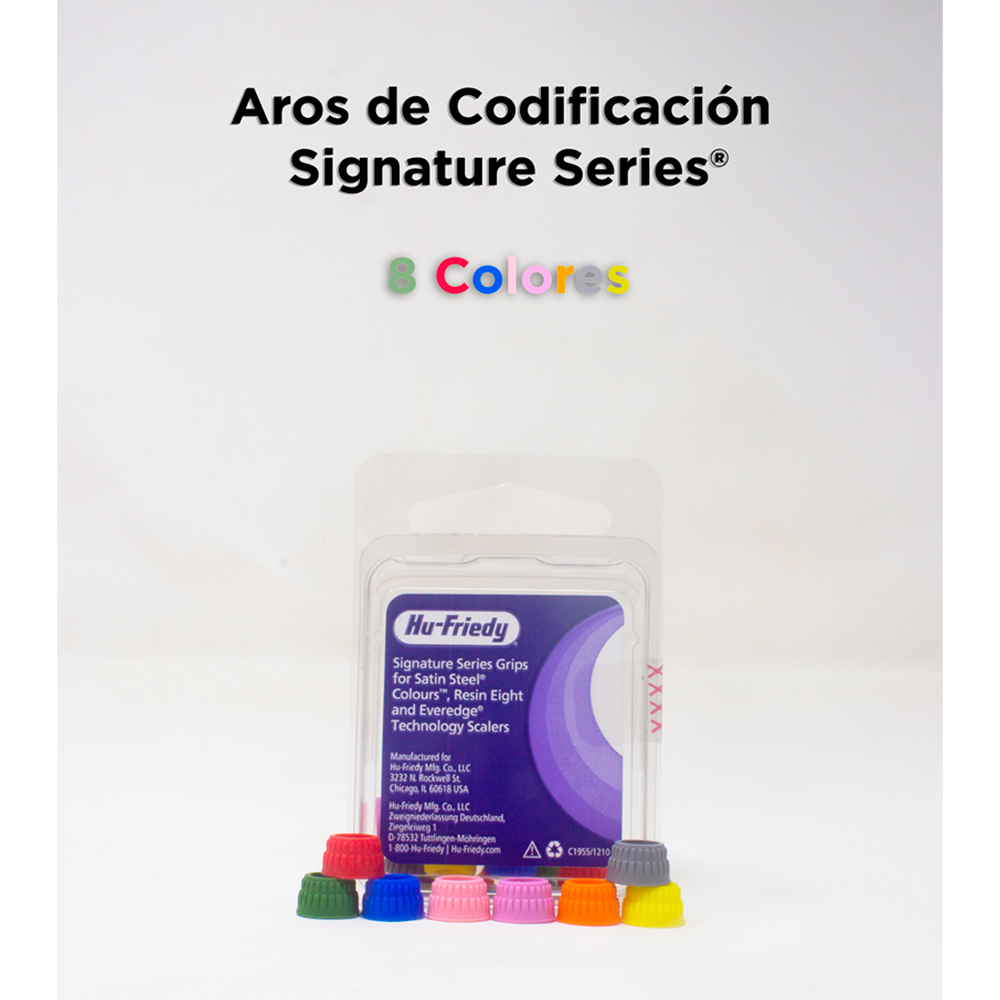 Aros de Codificación
Signature Series®
8 Colores
Hu-Friedy®
Signature Series Grips
for Satin Steel®
Colours™, Resin Eight
and Everedge®
Technology Scalers
Manufactured for
Hu-Friedy Mfg. Co., LLC
3232 N. Rockwell St.
Chicago, IL 60618 USA
Hu-Friedy Mfg. Co., LLC
Zweigniederlassung Deutschland,
Ziegeleiweg 1
D-78532 Tuttlingen-Möhringen
1-800-Hu-Friedy | Hu-Friedy.com
C1955/1210
XXXX